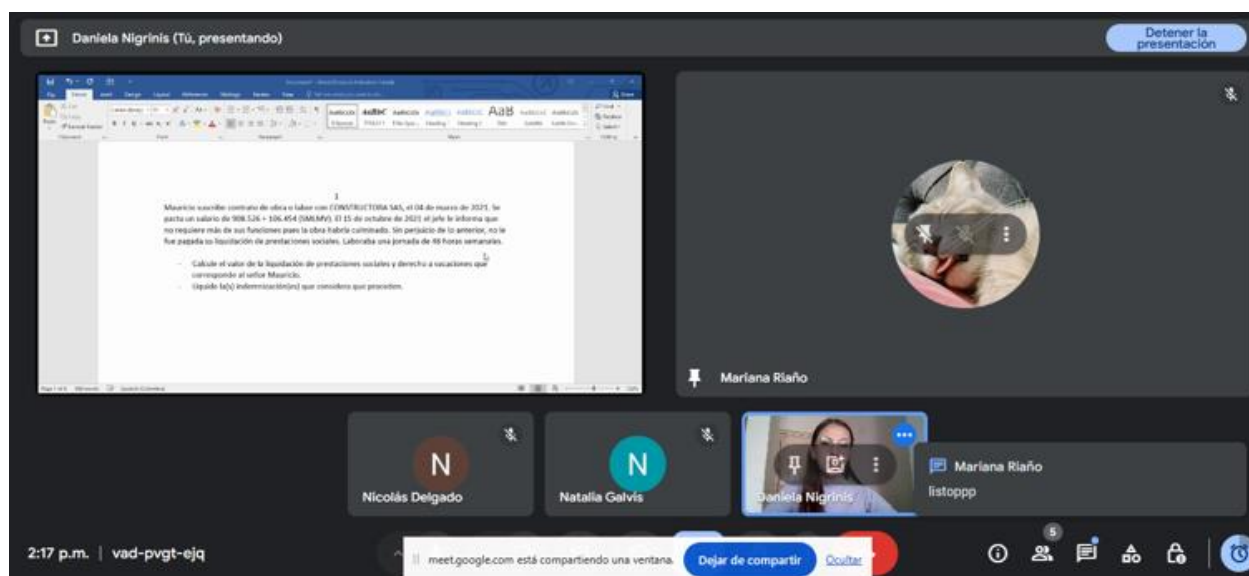 Daniela Nigrinis (Tú, presentando)
Detener la
presentación
Mauricio suscribe contrato de obra o labor con CONSTRUCTORA SAS, el 04 de marzo de 2021. Se
pacta un salario de 908.526 + 106.454 (SMLMV). El 15 de octubre de 2021 el jefe le informa que
no requiere más de sus funciones pues la obra habría culminado. Sin perjuicio de lo anterior, no le
fue pagada su liquidación de prestaciones sociales. Laboraba una jornada de 48 horas semanales.
- Calcule el valor de la liquidación de prestaciones sociales y derecho a vacaciones que
corresponde al señor Mauricio.
- Liquide la(s) indemnización(es) que considera que proceden.
Mariana Riaño
N
Nicolás Delgado
N
Natalia Galvis
Daniela Nigrinis
Mariana Riaño
listoppp
2:17 p.m. | vad-pvgt-ejq
meet.google.com está compartiendo una ventana.
Dejar de compartir
Ocultar
5